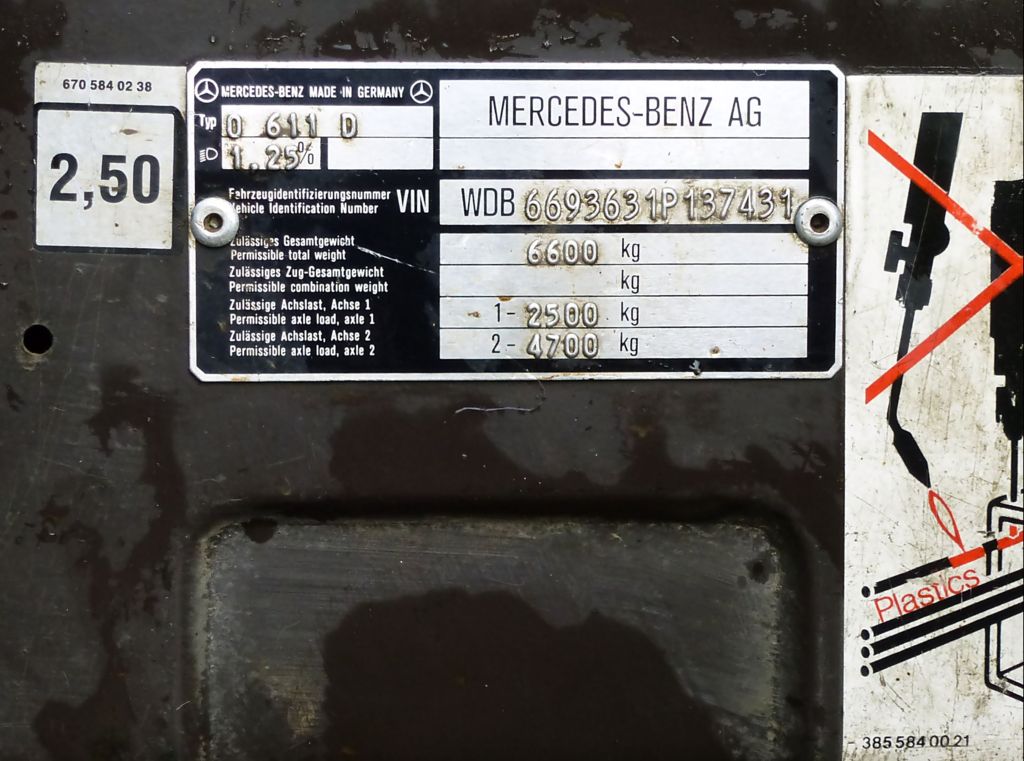 670 584 02 38
2,50
MERCEDES-BENZ MADE IN GERMANY
Typ O 611 D
1,25%
MERCEDES-BENZ AG
Fahrzeugidentifizierungsnummer
Vehicle Identification Number
VIN
WDB 6693631P137431
Zulässiges Gesamtgewicht
Permissible total weight
6600 kg
Zulässiges Zug-Gesamtgewicht
Permissible combination weight
kg
Zulässige Achslast, Achse 1
Permissible axle load, axle 1
1- 2500 kg
Zulässige Achslast, Achse 2
Permissible axle load, axle 2
2- 4700 kg
Plastics
385 584 00 21